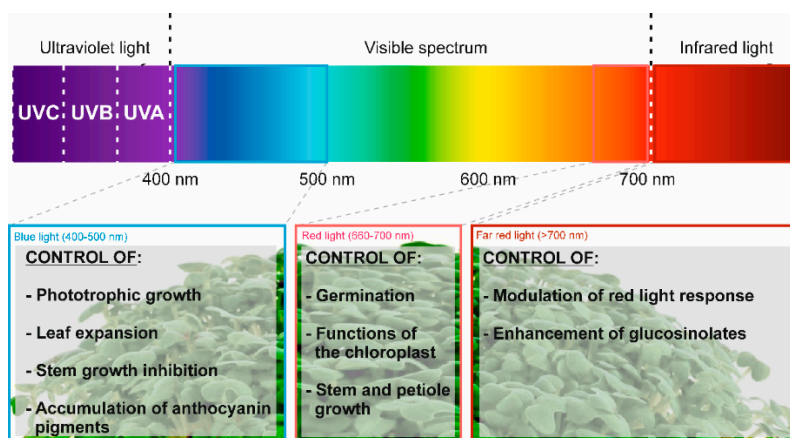 Ultraviolet light
Visible spectrum
Infrared light
UVC
UVB
UVA
400 nm
500 nm
600 nm
700 nm
Blue light (400-500 nm)
CONTROL OF:
- Phototrophic growth
- Leaf expansion
- Stem growth inhibition
- Accumulation of anthocyanin
pigments
Red light (660-700 nm)
CONTROL OF:
- Germination
- Functions of
the chloroplast
- Stem and petiole
growth
Far red light (>700 nm)
CONTROL OF:
- Modulation of red light response
- Enhancement of glucosinolates